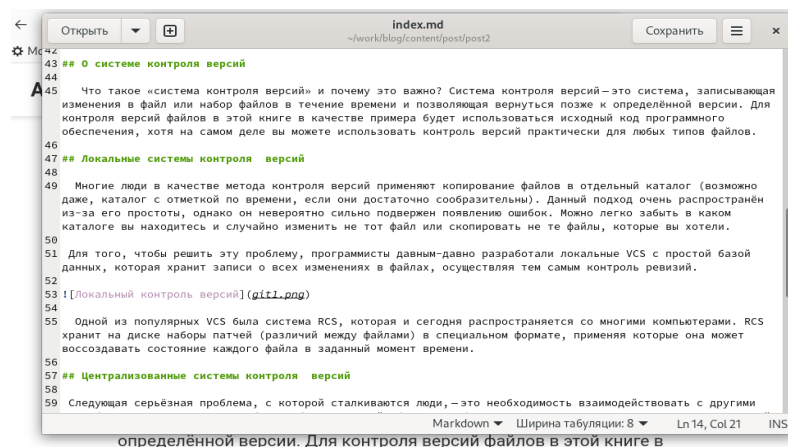 ←
Открыть
index.md
~/work/blog/content/post/post2
Сохранить
42
43 ## О системе контроля версий
44
45 Что такое «система контроля версий» и почему это важно? Система контроля версий — это система, записывающая
изменения в файл или набор файлов в течение времени и позволяющая вернуться позже к определённой версии. Для
контроля версий файлов в этой книге в качестве примера будет использоваться исходный код программного
обеспечения, хотя на самом деле вы можете использовать контроль версий практически для любых типов файлов.
46
47 ## Локальные системы контроля  версий
48
49 Многие люди в качестве метода контроля версий применяют копирование файлов в отдельный каталог (возможно
даже, каталог с отметкой по времени, если они достаточно сообразительны). Данный подход очень распространён
из-за его простоты, однако он невероятно сильно подвержен появлению ошибок. Можно легко забыть в каком
каталоге вы находитесь и случайно изменить не тот файл или скопировать не те файлы, которые вы хотели.
50
51 Для того, чтобы решить эту проблему, программисты давным-давно разработали локальные VCS с простой базой
данных, которая хранит записи о всех изменениях в файлах, осуществляя тем самым контроль ревизий.
52
53 ![Локальный контроль версий](git1.png)
54
55 Одной из популярных VCS была система RCS, которая и сегодня распространяется со многими компьютерами. RCS
хранит на диске наборы патчей (различий между файлами) в специальном формате, применяя которые она может
воссоздавать состояние каждого файла в заданный момент времени.
56
57 ## Централизованные системы контроля  версий
58
59 Следующая серьёзная проблема, с которой сталкиваются люди, — это необходимость взаимодействовать с другими
Markdown
Ширина табуляции: 8
Ln 14, Col 21
INS
определённой версии. Для контроля версий файлов в этой книге в